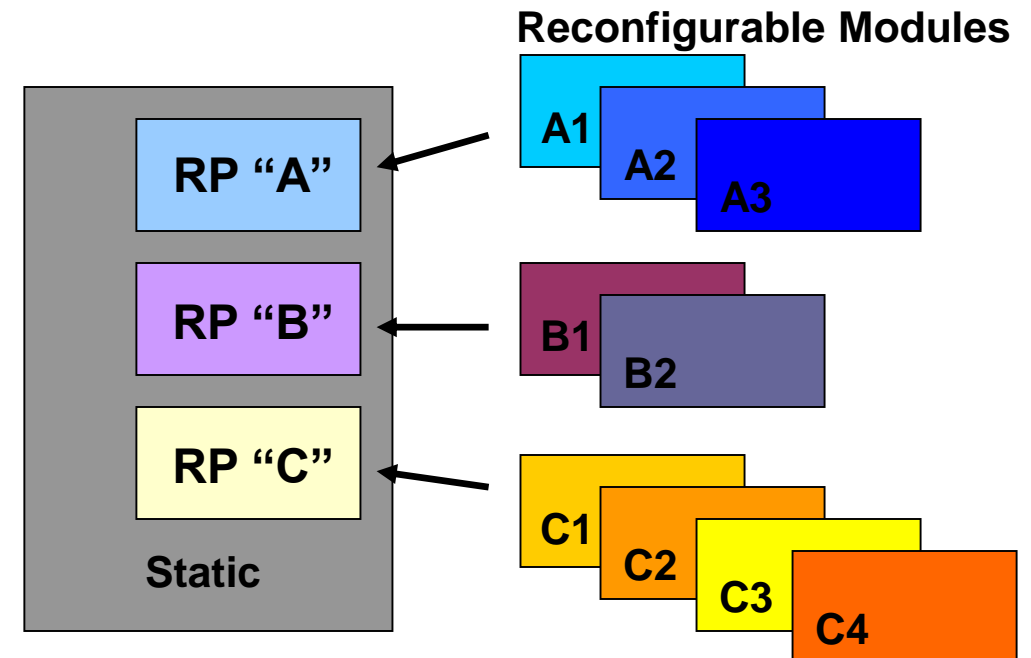 Reconfigurable Modules
RP “A”
A1
A2
A3
RP “B”
B1
B2
RP “C”
C1
C2
C3
C4
Static